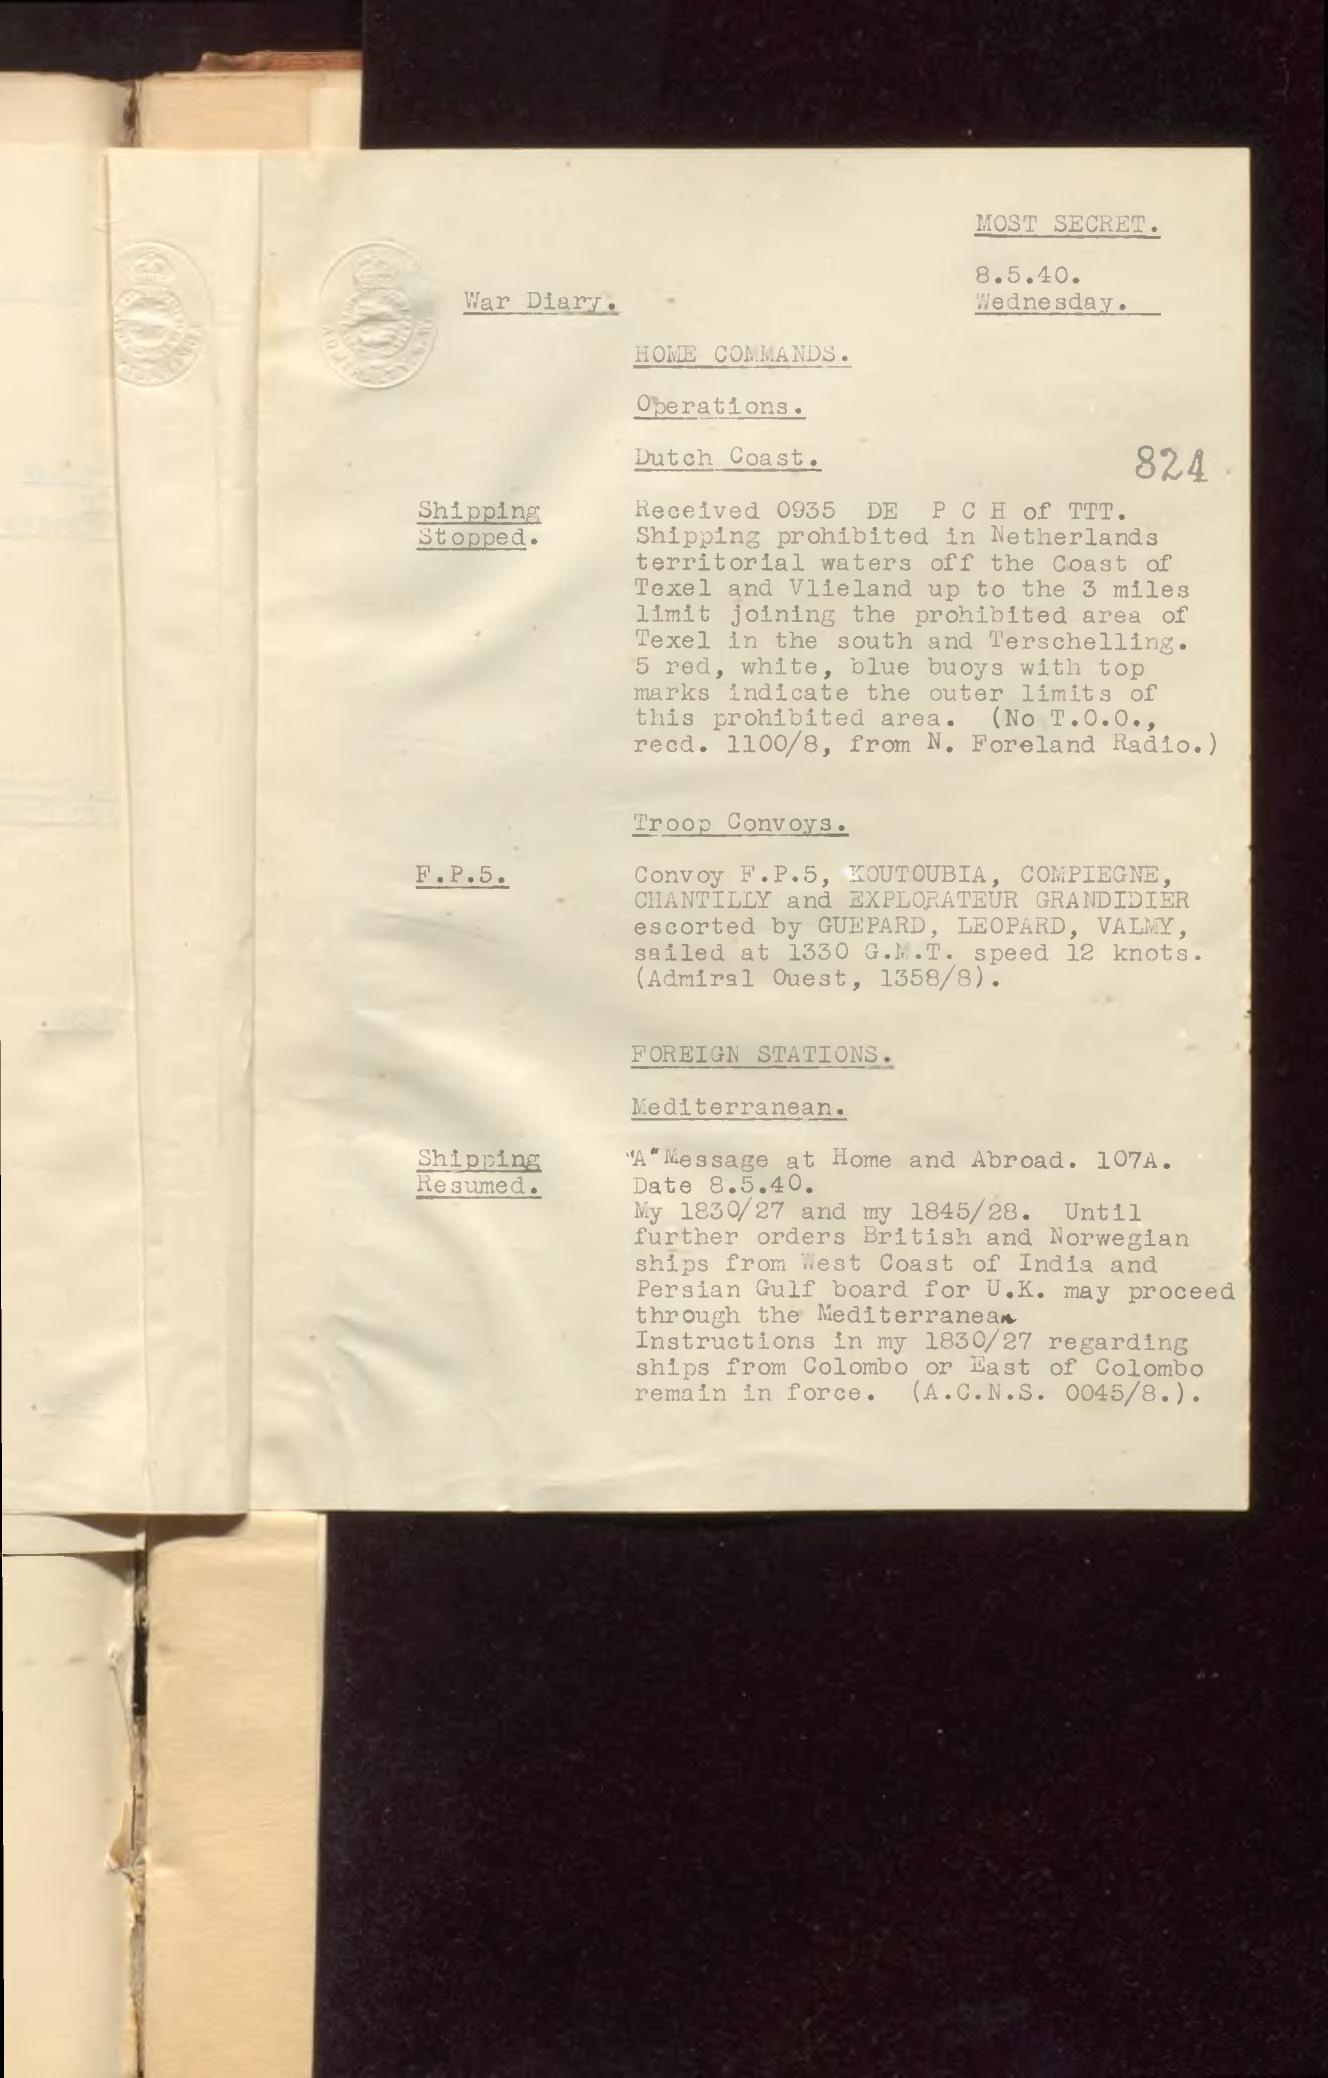 MOST SECRET.
8.5.40.
War Diary.
Wednesday.
HOME COMMANDS.
Operations.
Dutch Coast.
824
Shipping
Stopped.
Received 0935 DE P C H of TTT.
Shipping prohibited in Netherlands
territorial waters off the Coast of
Texel and Vlieland up to the 3 miles
limit joining the prohibited area of
Texel in the south and Terschelling.
5 red, white, blue buoys with top
marks indicate the outer limits of
this prohibited area. (No T.O.O.,
recd. 1100/8, from N. Foreland Radio.)
Troop Convoys.
F.P.5.
Convoy F.P.5, KOUTOUBIA, COMPIEGNE,
CHANTILLY and EXPLORATEUR GRANDIDIER
escorted by GUEPARD, LEOPARD, VALMY,
sailed at 1330 G.M.T. speed 12 knots.
(Admiral Ouest, 1358/8).
FOREIGN STATIONS.
Mediterranean.
Shipping
Resumed.
"A" Message at Home and Abroad. 107A.
Date 8.5.40.
My 1830/27 and my 1845/28. Until
further orders British and Norwegian
ships from West Coast of India and
Persian Gulf board for U.K. may proceed
through the Mediterranean
Instructions in my 1830/27 regarding
ships from Colombo or East of Colombo
remain in force. (A.C.N.S. 0045/8.).